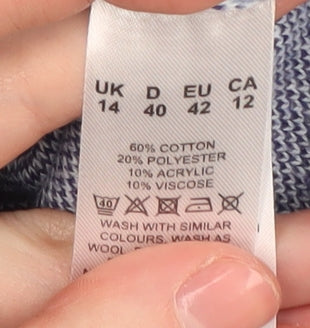 UK D EU CA
14 40 42 12
60% COTTON
20% POLYESTER
10% ACRYLIC
10% VISCOSE
40
WASH WITH SIMILAR
COLOURS. WASH AS
WOOL.